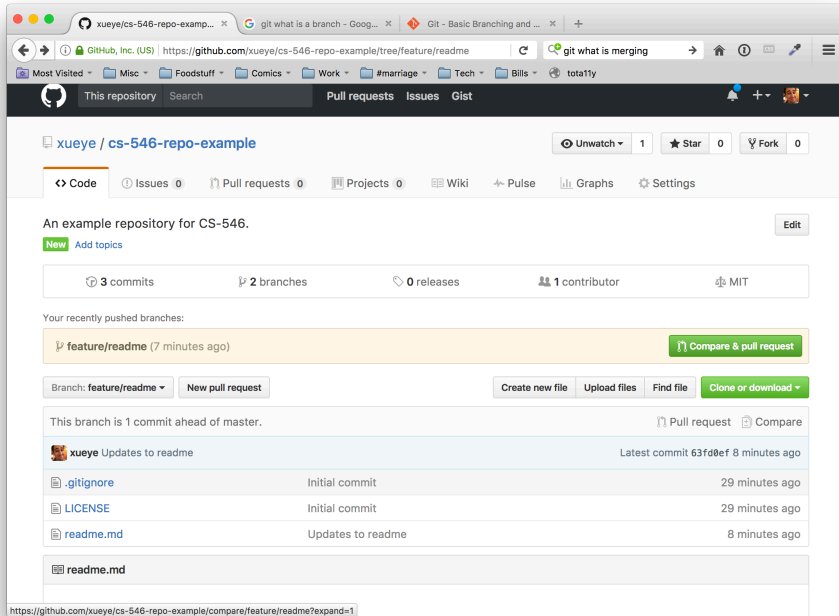 xueye/cs-546-repo-examp... × git what is a branch - Goog... × Git - Basic Branching and ... × +
GitHub, Inc. (US) https://github.com/xueye/cs-546-repo-example/tree/feature/readme git what is merging
Most Visited Misc Foodstuff Comics Work #marriage Tech Bills tota11y
This repository Search Pull requests Issues Gist
xueye / cs-546-repo-example Unwatch 1 Star 0 Fork 0
Code Issues 0 Pull requests 0 Projects 0 Wiki Pulse Graphs Settings
An example repository for CS-546. Edit
New Add topics
3 commits 2 branches 0 releases 1 contributor MIT
Your recently pushed branches:
feature/readme (7 minutes ago) Compare & pull request
Branch: feature/readme New pull request Create new file Upload files Find file Clone or download
This branch is 1 commit ahead of master. Pull request Compare
xueye Updates to readme Latest commit 63fd0ef 8 minutes ago
.gitignore Initial commit 29 minutes ago
LICENSE Initial commit 29 minutes ago
readme.md Updates to readme 8 minutes ago
readme.md
https://github.com/xueye/cs-546-repo-example/compare/feature/readme?expand=1